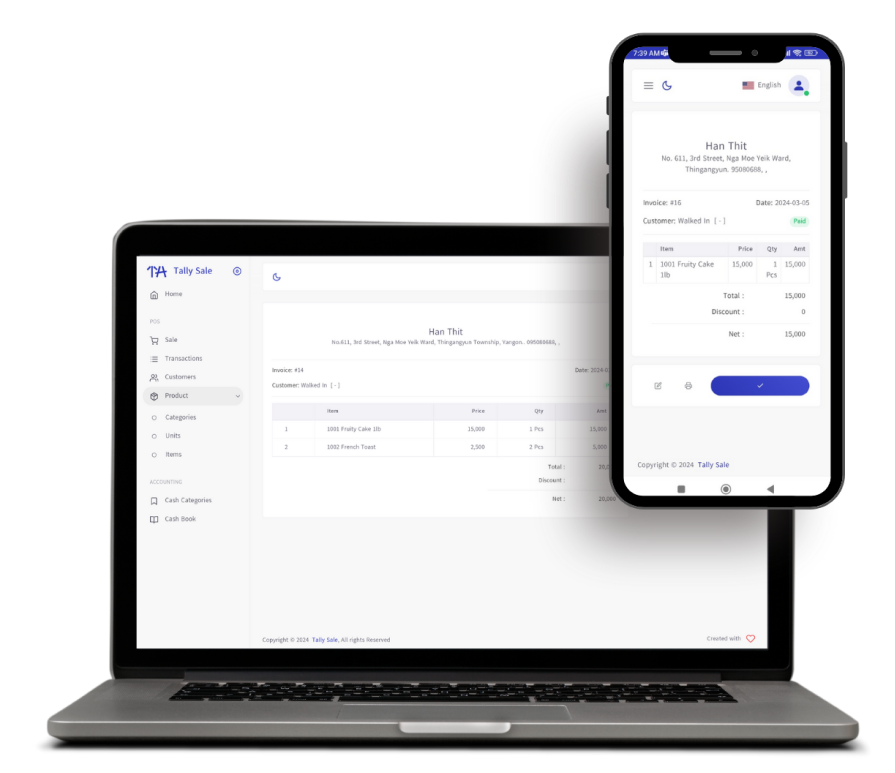 7:39 AM
English
Han Thit
No. 611, 3rd Street, Nga Moe Yeik Ward,
Thingangyun. 95080688, ,
Invoice: #16 Date: 2024-03-05
Customer: Walked In [ - ] Paid
Item Price Qty Amt
1 1001 Fruity Cake 1lb 15,000 1 Pcs 15,000
Total : 15,000
Discount : 0
Net : 15,000
Copyright © 2024 Tally Sale
Tally Sale
Home
POS
Sale
Transactions
Customers
Product
Categories
Units
Items
ACCOUNTING
Cash Categories
Cash Book
Han Thit
No.611, 3rd Street, Nga Moe Yeik Ward, Thingangyun Township, Yangon.. 095080688, ,
Invoice: #14 Date:
Customer: Walked In [ - ]
Item Price Qty Amt
1 1001 Fruity Cake 1lb 15,000 1 Pcs 15,000
2 1002 French Toast 2,500 2 Pcs 5,000
Total :
Discount :
Net : 20,000
Copyright © 2024 Tally Sale, All rights Reserved
Created with